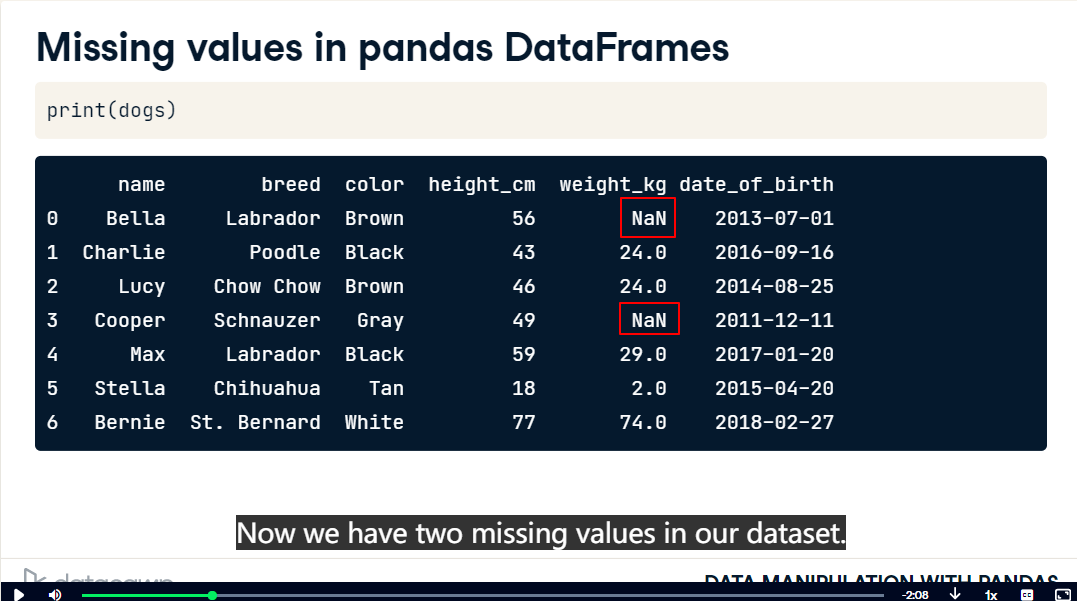 Missing values in pandas DataFrames
print(dogs)
name breed color height_cm weight_kg date_of_birth
0 Bella Labrador Brown 56 NaN 2013-07-01
1 Charlie Poodle Black 43 24.0 2016-09-16
2 Lucy Chow Chow Brown 46 24.0 2014-08-25
3 Cooper Schnauzer Gray 49 NaN 2011-12-11
4 Max Labrador Black 59 29.0 2017-01-20
5 Stella Chihuahua Tan 18 2.0 2015-04-20
6 Bernie St. Bernard White 77 74.0 2018-02-27
Now we have two missing values in our dataset.
datacamp DATA MANIPULATION WITH PANDAS
-2:08 1x CC